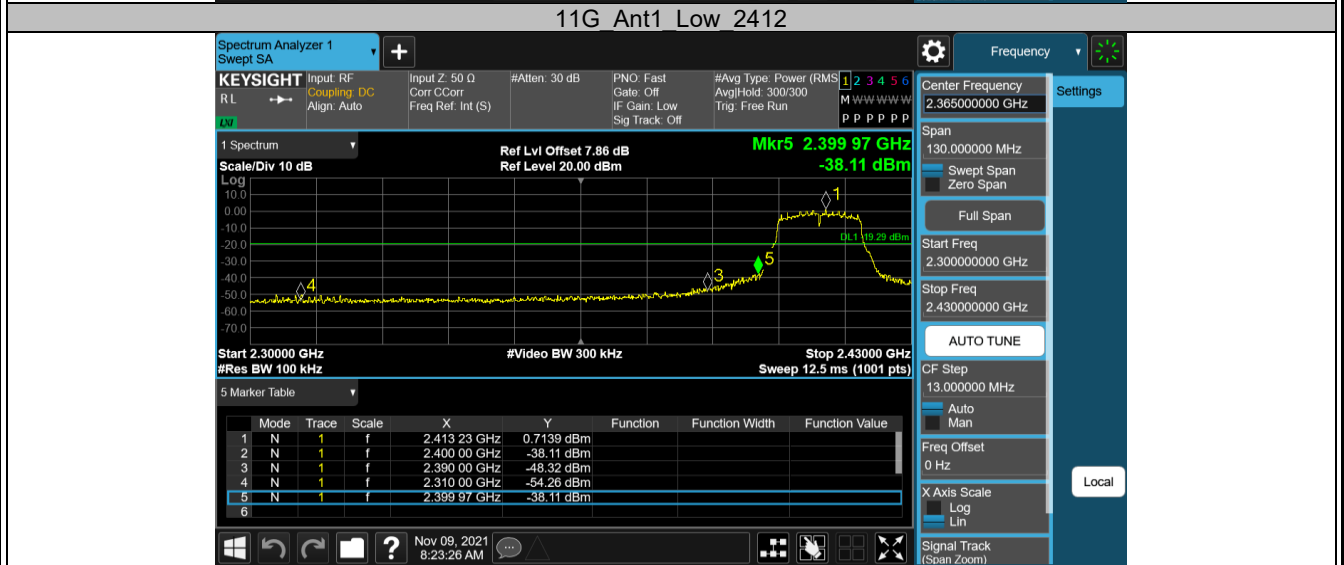 11G_Ant1_Low_2412
Spectrum Analyzer 1
Swept SA
Frequency
KEYSIGHT
RL
LXI
Input: RF
Coupling: DC
Align: Auto
Input Z: 50 Ω
Corr CCorr
Freq Ref: Int (S)
#Atten: 30 dB
PNO: Fast
Gate: Off
IF Gain: Low
Sig Track: Off
#Avg Type: Power (RMS
Avg|Hold: 300/300
Trig: Free Run
1 2 3 4 5 6
M W W W W W
P P P P P P
1 Spectrum
Scale/Div 10 dB
Ref Lvl Offset 7.86 dB
Ref Level 20.00 dBm
Mkr5 2.399 97 GHz
-38.11 dBm
Log
10.0
0.00
-10.0
-20.0
-30.0
-40.0
-50.0
-60.0
-70.0
1
DL1 -19.29 dBm
5
3
4
Start 2.30000 GHz
#Video BW 300 kHz
Stop 2.43000 GHz
#Res BW 100 kHz
Sweep 12.5 ms (1001 pts)
5 Marker Table
Mode Trace Scale X Y Function Function Width Function Value
1 N 1 f 2.413 23 GHz 0.7139 dBm
2 N 1 f 2.400 00 GHz -38.11 dBm
3 N 1 f 2.390 00 GHz -48.32 dBm
4 N 1 f 2.310 00 GHz -54.26 dBm
5 N 1 f 2.399 97 GHz -38.11 dBm
6
Nov 09, 2021
8:23:26 AM
Center Frequency
2.365000000 GHz
Settings
Span
130.000000 MHz
Swept Span
Zero Span
Full Span
Start Freq
2.300000000 GHz
Stop Freq
2.430000000 GHz
AUTO TUNE
CF Step
13.000000 MHz
Auto
Man
Freq Offset
0 Hz
Local
X Axis Scale
Log
Lin
Signal Track
(Span Zoom)